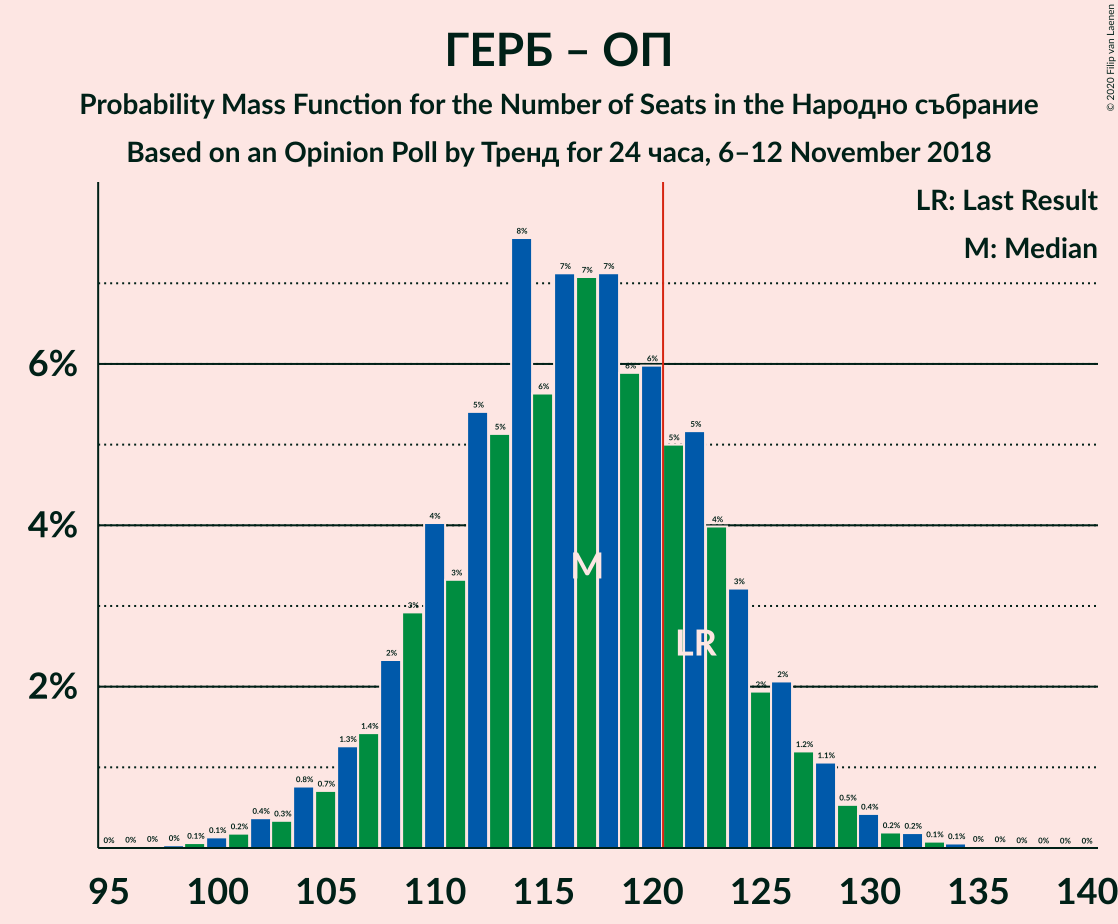 ГЕРБ – ОП
Probability Mass Function for the Number of Seats in the Народно събрание
Based on an Opinion Poll by Тренд for 24 часа, 6–12 November 2018
© 2020 Filip van Laenen
LR: Last Result
M: Median
6%
4%
2%
0% 0% 0% 0% 0.1% 0.1% 0.2% 0.4% 0.3% 0.8% 0.7% 1.3% 1.4% 2% 3% 4% 3% 5% 5% 8% 6% 7% 7% 7% 6% 6% 5% 5% 4% 3% 2% 2% 1.2% 1.1% 0.5% 0.4% 0.2% 0.2% 0.1% 0.1% 0% 0% 0% 0% 0% 0%
M
LR
95 100 105 110 115 120 125 130 135 140